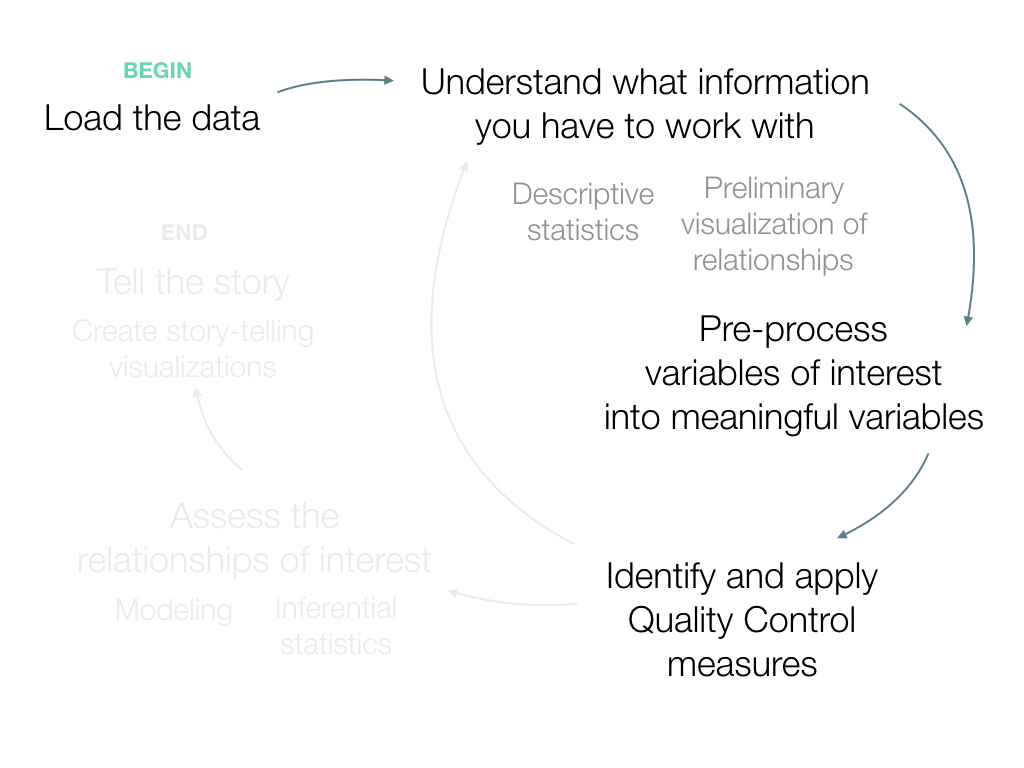 BEGIN
Load the data
Understand what information
you have to work with
Descriptive
statistics
Preliminary
visualization of
relationships
Pre-process
variables of interest
into meaningful variables
Identify and apply
Quality Control
measures
Assess the
relationships of interest
Modeling
Inferential
statistics
END
Tell the story
Create story-telling
visualizations